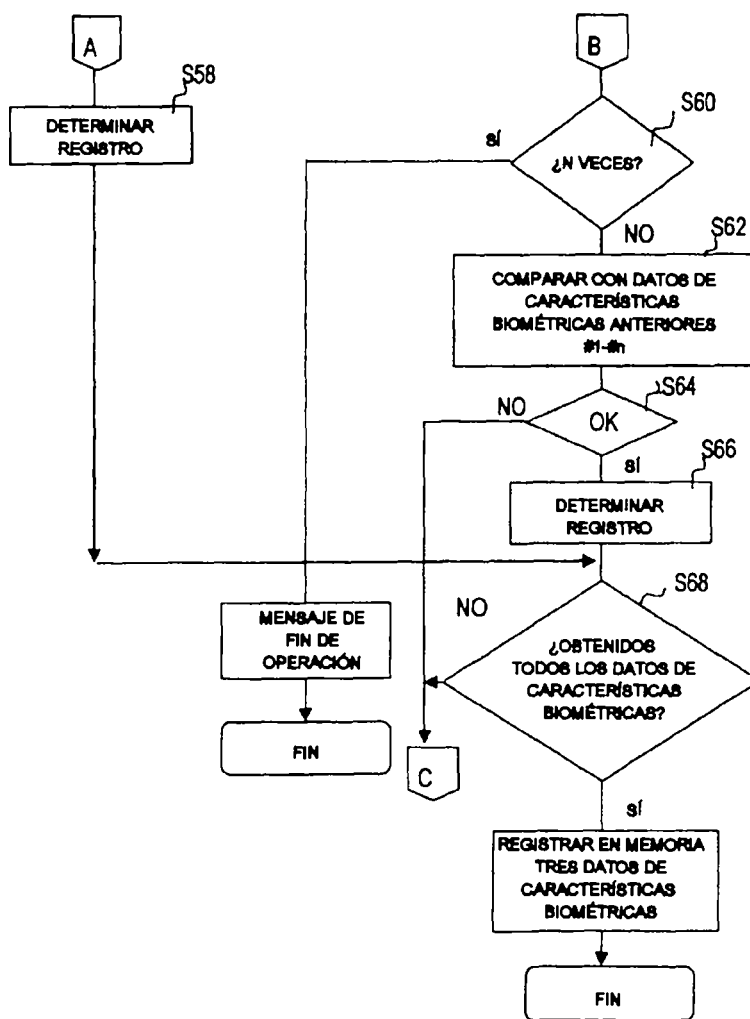 A
S58
DETERMINAR
REGISTRO
B
S60
sí
¿N VECES?
NO
S62
COMPARAR CON DATOS DE
CARACTERÍSTICAS
BIOMÉTRICAS ANTERIORES
#1-#n
S64
NO
OK
sí
S66
DETERMINAR
REGISTRO
S68
NO
¿OBTENIDOS
TODOS LOS DATOS DE
CARACTERÍSTICAS
BIOMÉTRICAS?
MENSAJE DE
FIN DE
OPERACIÓN
FIN
C
sí
REGISTRAR EN MEMORIA
TRES DATOS DE
CARACTERÍSTICAS
BIOMÉTRICAS
FIN